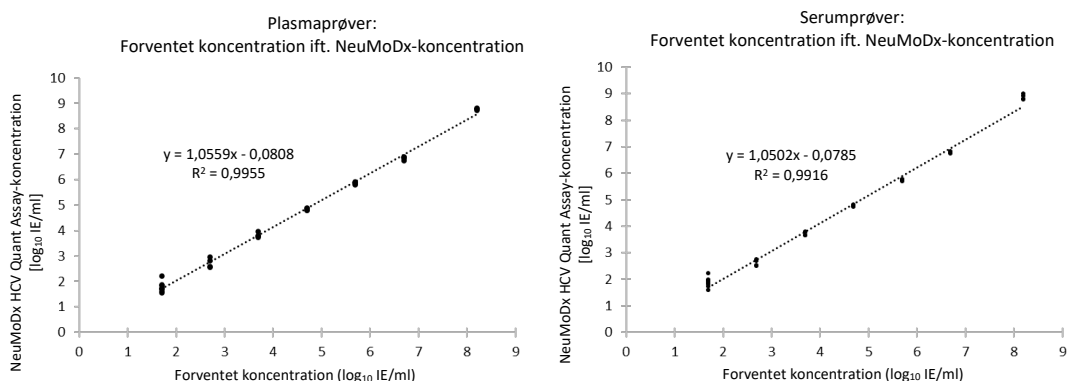 Plasmaprøver:
Forventet koncentration ift. NeuMoDx-koncentration
NeuMoDx HCV Quant Assay-koncentration
[log₁₀ IE/ml]
10
9
8
7
6
5
4
3
2
1
0
y = 1,0559x - 0,0808
R² = 0,9955
0 1 2 3 4 5 6 7 8 9
Forventet koncentration (log₁₀ IE/ml)
Serumprøver:
Forventet koncentration ift. NeuMoDx-koncentration
NeuMoDx HCV Quant Assay-koncentration
[log₁₀ IE/ml]
10
9
8
7
6
5
4
3
2
1
0
y = 1,0502x - 0,0785
R² = 0,9916
0 1 2 3 4 5 6 7 8 9
Forventet koncentration (log₁₀ IE/ml)